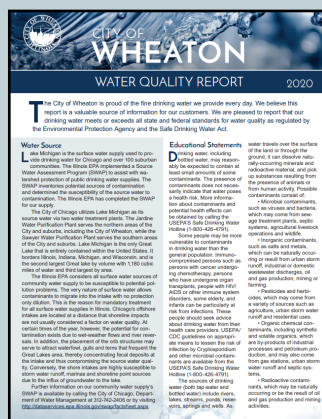 CITY OF WHEATON
ILLINOIS
CITY OF
WHEATON
WATER QUALITY REPORT
2020
The City of Wheaton is proud of the fine drinking water we provide every day. We believe this
report is a valuable source of information for our customers. We are pleased to report that our
drinking water meets or exceeds all state and federal standards for water quality as regulated by
the Environmental Protection Agency and the Safe Drinking Water Act.
Water Source
Lake Michigan is the surface water supply used to pro-
vide drinking water for Chicago and over 100 suburban
communities. The Illinois EPA implemented a Source
Water Assessment Program (SWAP) to assist with wa-
tershed protection of public drinking water supplies. The
SWAP inventories potential sources of contamination
and determined the susceptibility of the source water to
contamination. The Illinois EPA has completed the SWAP
for our supply.
The City of Chicago utilizes Lake Michigan as its
source water via two water treatment plants. The Jardine
Water Purification Plant serves the northern areas of the
City and suburbs, including the City of Wheaton, while the
Sawyer Water Purification Plant serves the southern areas
of the City and suburbs. Lake Michigan is the only Great
Lake that is entirely contained within the United States. It
borders Illinois, Indiana, Michigan, and Wisconsin, and is
the second largest Great lake by volume with 1,180 cubic
miles of water and third largest by area.
The Illinois EPA considers all surface water sources of
community water supply to be susceptible to potential pol-
lution problems. The very nature of surface water allows
contaminants to migrate into the intake with no protection
only dilution. This is the reason for mandatory treatment
for all surface water supplies in Illinois. Chicago's offshore
intakes are located at a distance that shoreline impacts
are not usually considered a factor on water quality. At
certain times of the year, however, the potential for con-
tamination exists due to wet-weather flows and river rever-
sals. In addition, the placement of the crib structures may
serve to attract waterfowl, gulls and terns that frequent the
Great Lakes area, thereby concentrating fecal deposits at
the intake and thus compromising the source water qual-
ity. Conversely, the shore intakes are highly susceptible to
storm water runoff, marinas and shoreline point sources
due to the influx of groundwater to the lake.
Further information on our community water supply's
SWAP is available by calling the City of Chicago, Depart-
ment of Water Management at 312-742-2406 or by visiting
http://dataservices.epa.illinois.gov/swap/factsheet.aspx.
Educational Statements
Drinking water, including
bottled water, may reason-
ably be expected to contain at
least small amounts of some
contaminants. The presence of
contaminants does not neces-
sarily indicate that water poses
a health risk. More informa-
tion about contaminants and
potential health effects can
be obtained by calling the
USEPA's Safe Drinking Water
Hotline (1-800-426-4791).
Some people may be more
vulnerable to contaminants
in drinking water than the
general population. Immuno-
compromised persons such as
persons with cancer undergo-
ing chemotherapy, persons
who have undergone organ
transplants, people with HIV/
AIDS or other immune system
disorders, some elderly, and
infants can be particularly at
risk from infections. These
people should seek advice
about drinking water from their
health care providers. USEPA/
CDC guidelines on appropri-
ate means to lessen the risk of
infection by Cryptosporidium
and other microbial contami-
nants are available from the
USEPA's Safe Drinking Water
Hotline (1-800-426-4791).
The sources of drinking
water (both tap water and
bottled water) include rivers,
lakes, streams, ponds, reser-
voirs, springs and wells. As
water travels over the surface
of the land or through the
ground, it can dissolve natu-
rally-occurring minerals and
radioactive material, and pick
up substances resulting from
the presence of animals or
from human activity. Possible
contaminants consist of:
• Microbial contaminants,
such as viruses and bacteria,
which may come from sew-
age treatment plants, septic
systems, agricultural livestock
operations and wildlife.
• Inorganic contaminants,
such as salts and metals,
which can be naturally occur-
ring or result from urban storm
runoff, industrial or domestic
wastewater discharges, oil
and gas production, mining or
farming.
• Pesticides and herbi-
cides, which may come from
a variety of sources such as
agriculture, urban storm water
runoff and residential uses.
• Organic chemical con-
taminants, including synthetic
and volatile organics, which
are by-products of industrial
processes and petroleum pro-
duction, and may also come
from gas stations, urban storm
water runoff and septic sys-
tems.
• Radioactive contami-
nants, which may be naturally
occurring or be the result of oil
and gas production and mining